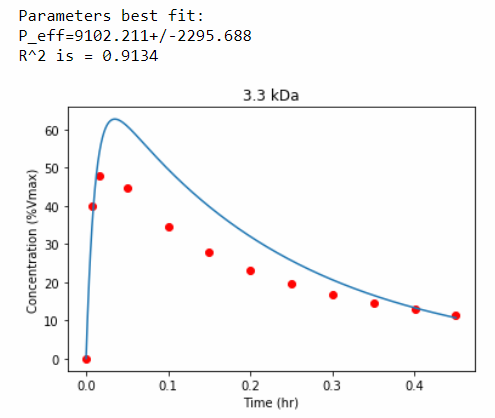 Parameters best fit:
P_eff=9102.211+/-2295.688
R^2 is = 0.9134
3.3 kDa
Concentration (%Vmax)
60
50
40
30
20
10
0
0.0 0.1 0.2 0.3 0.4
Time (hr)